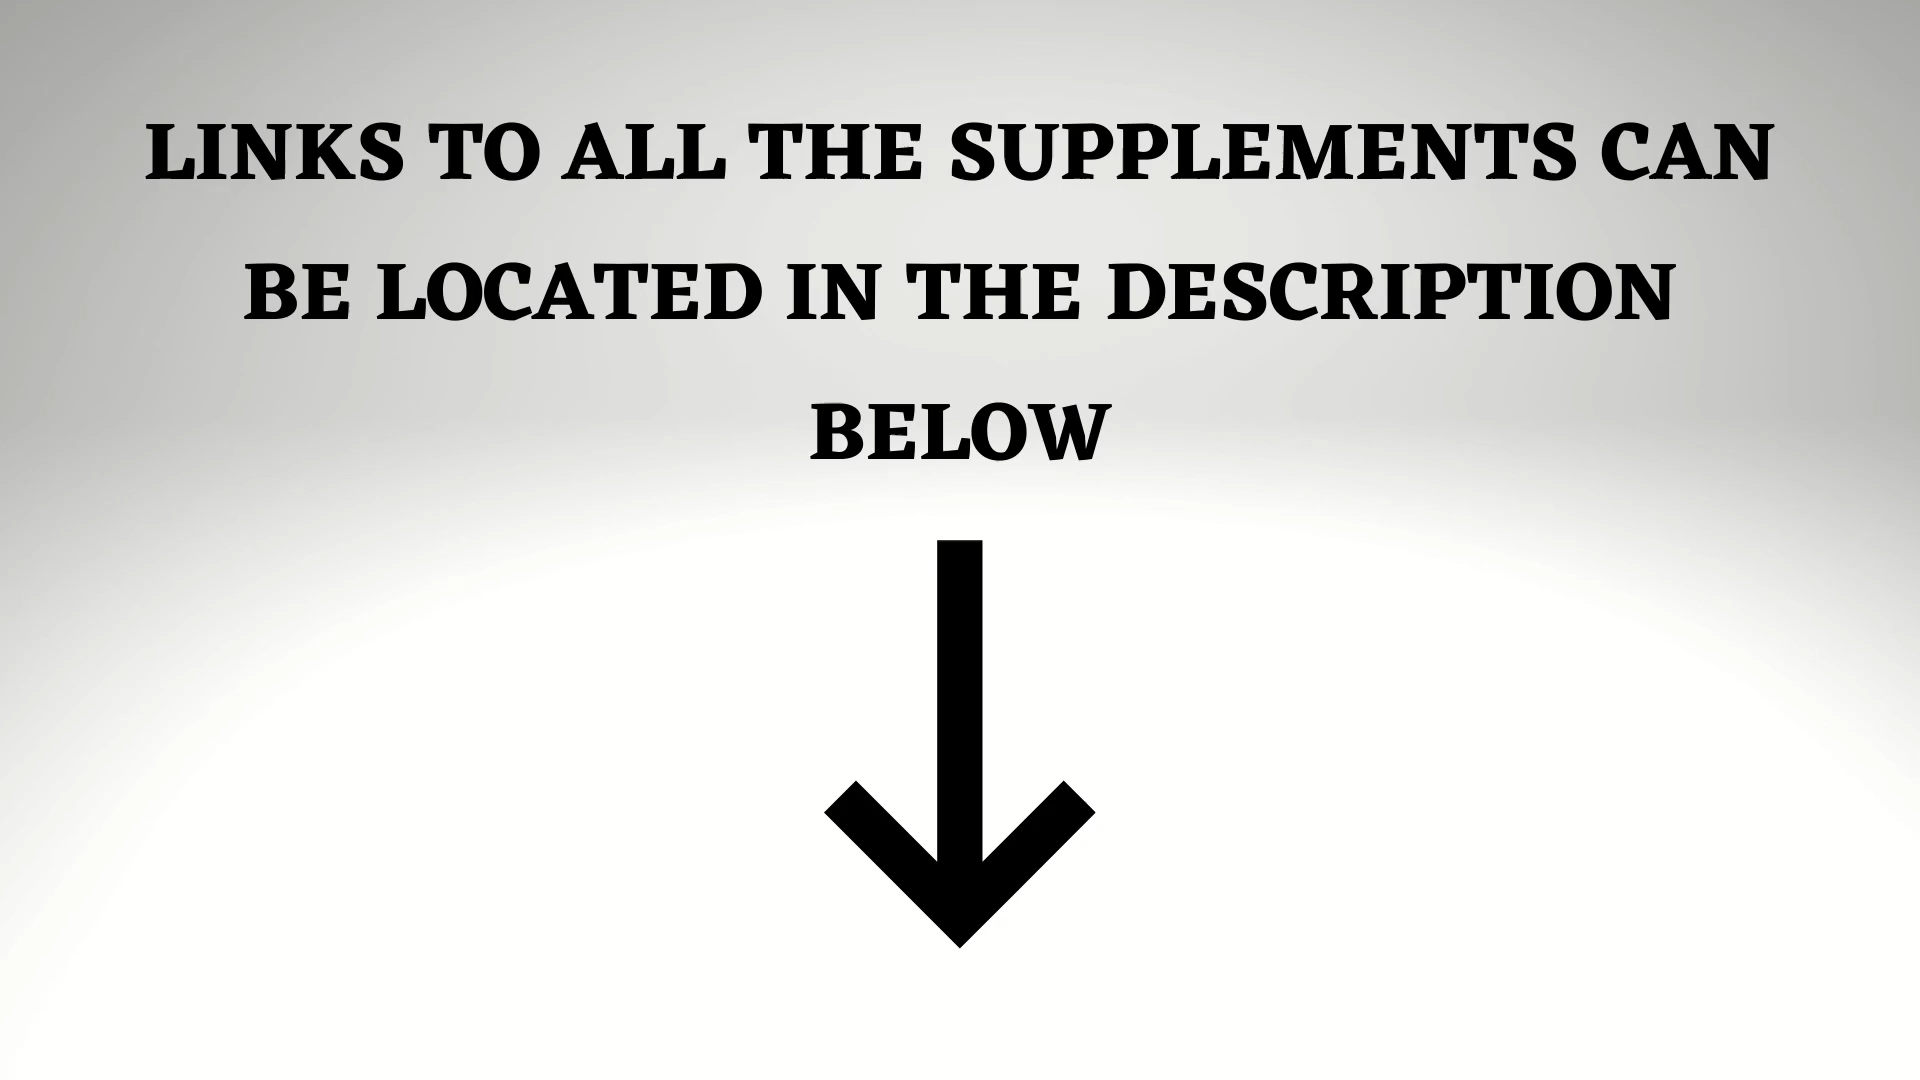 LINKS TO ALL THE SUPPLEMENTS CAN
BE LOCATED IN THE DESCRIPTION
BELOW